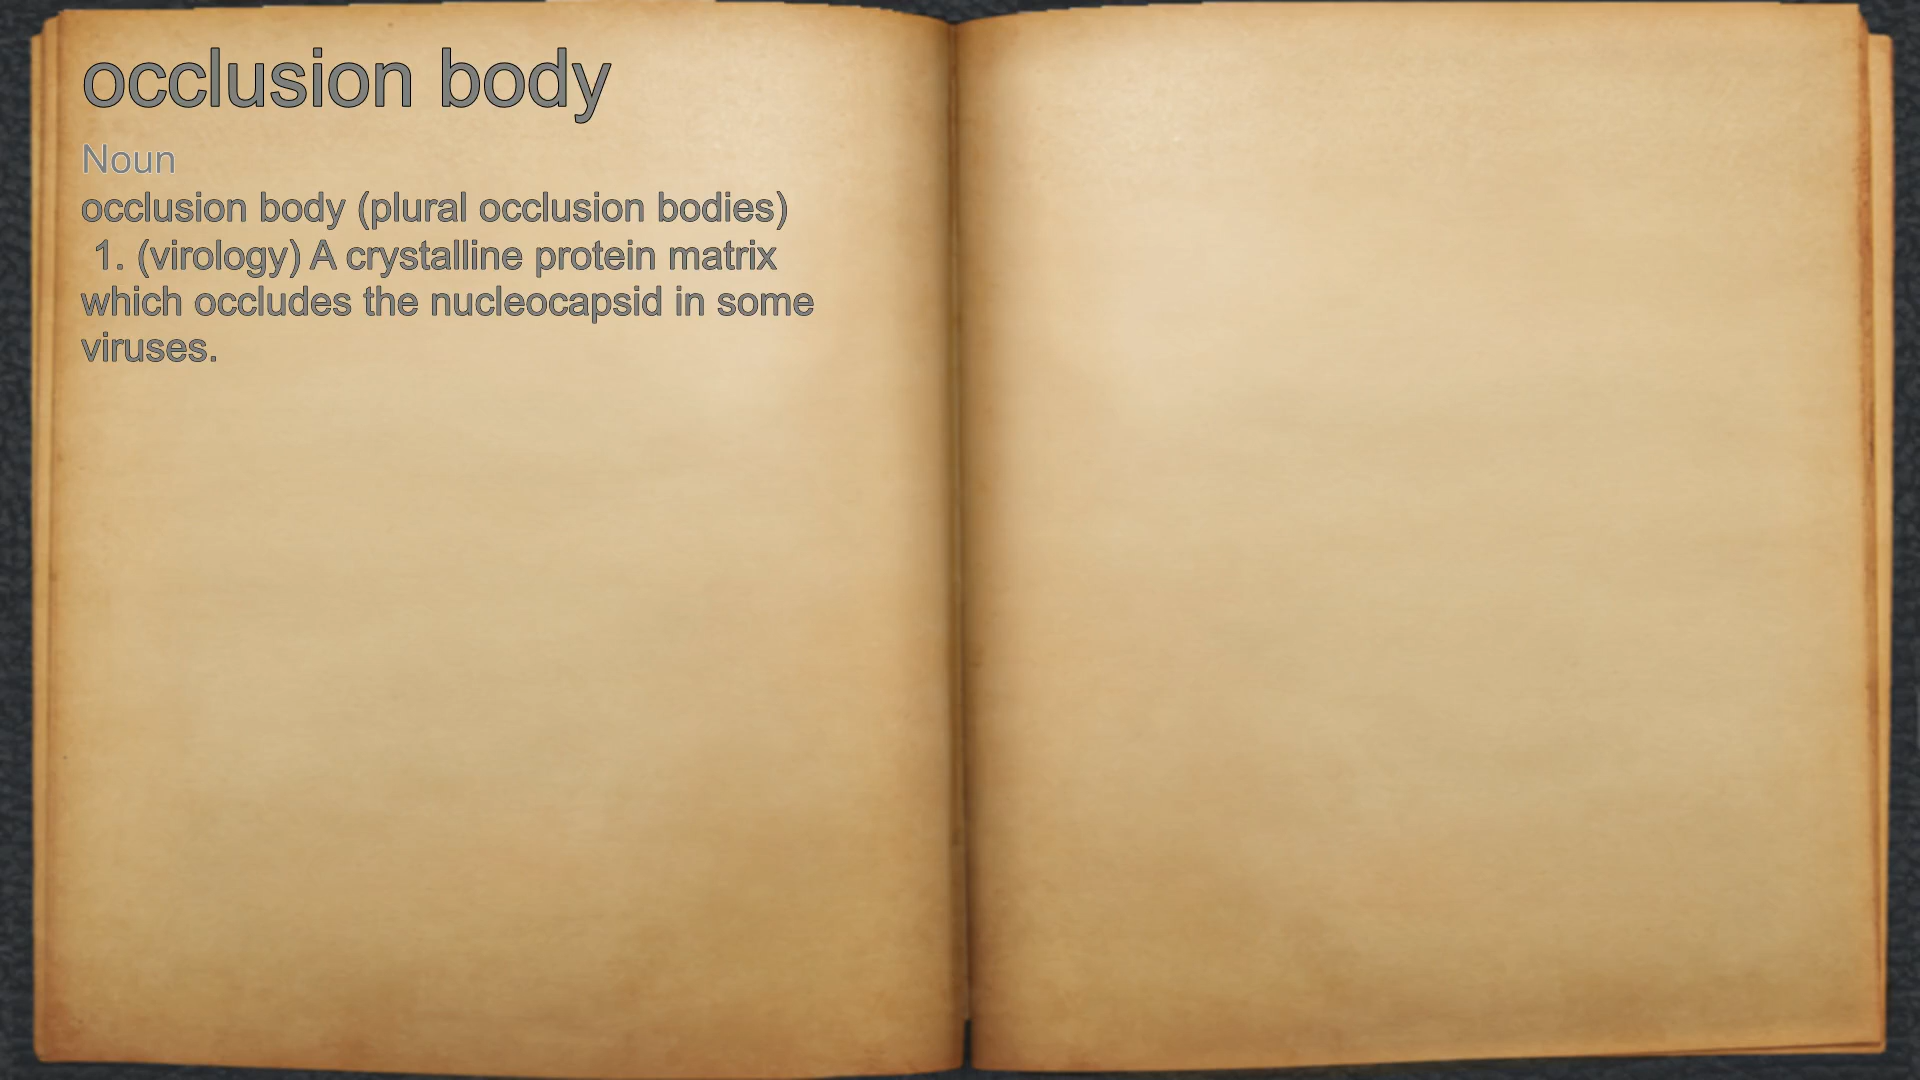 occlusion body
Noun
occlusion body (plural occlusion bodies)
1. (virology) A crystalline protein matrix
which occludes the nucleocapsid in some
viruses.